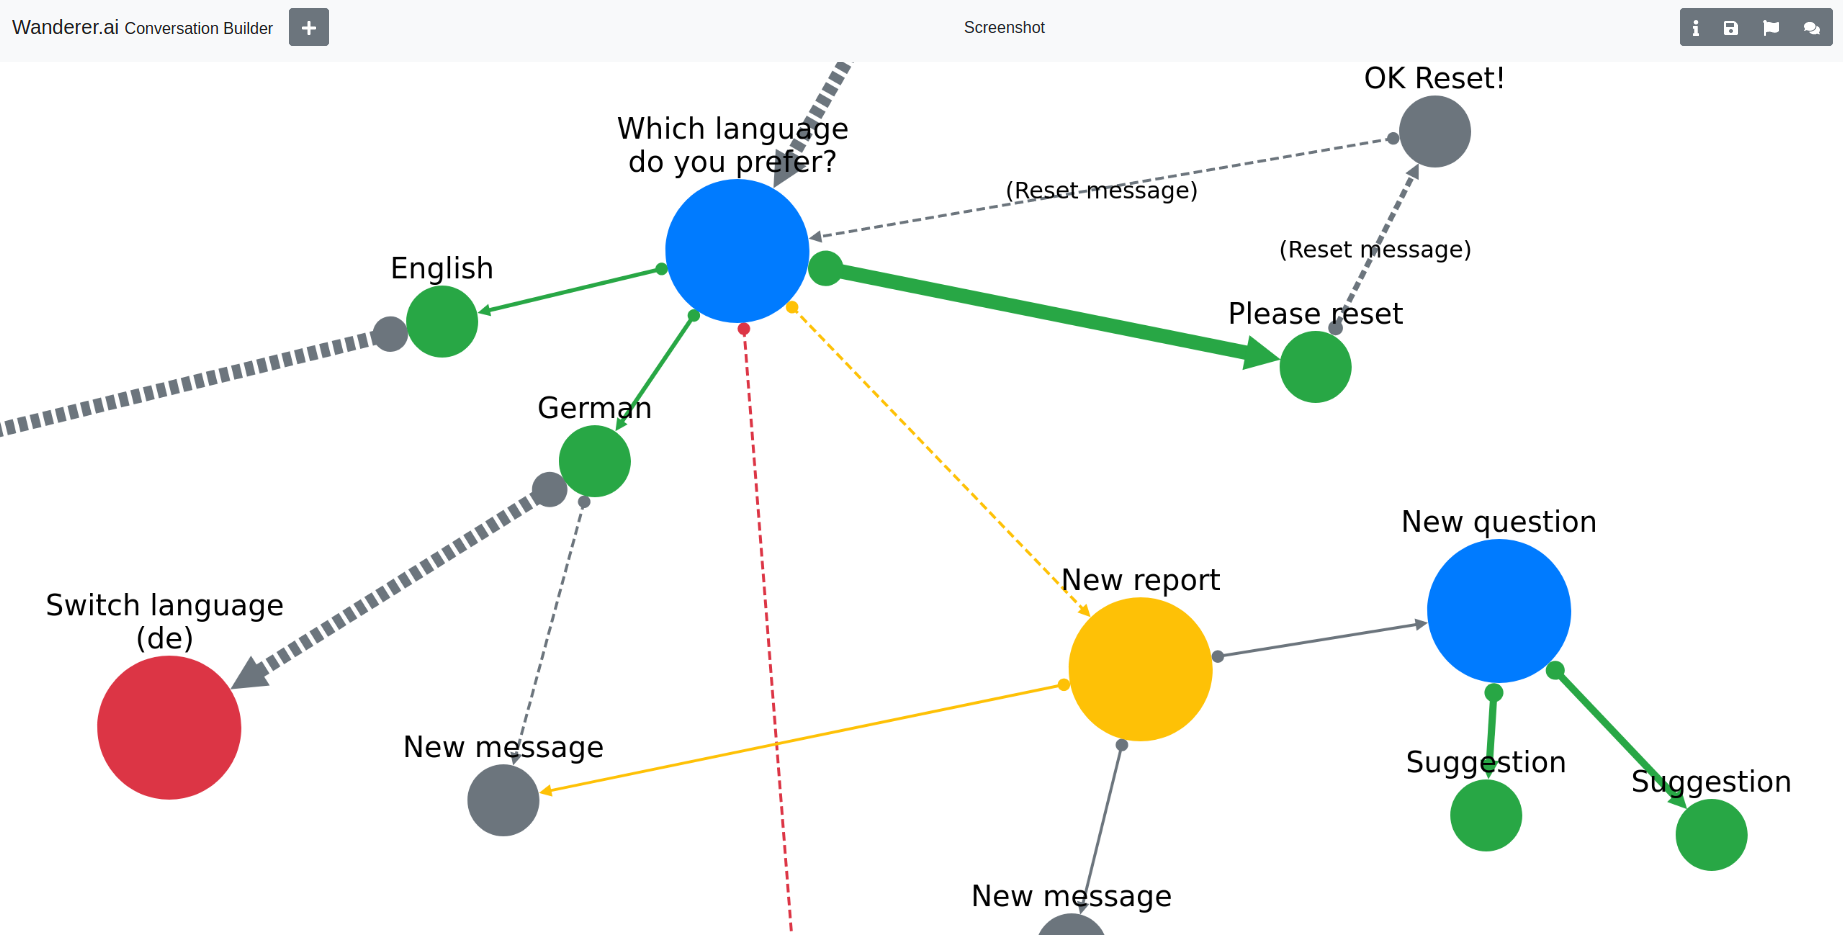 Wanderer.ai Conversation Builder
Screenshot
OK Reset!
Which language
do you prefer?
(Reset message)
(Reset message)
English
Please reset
German
New question
New report
Switch language
(de)
New message
Suggestion
Suggestion
New message